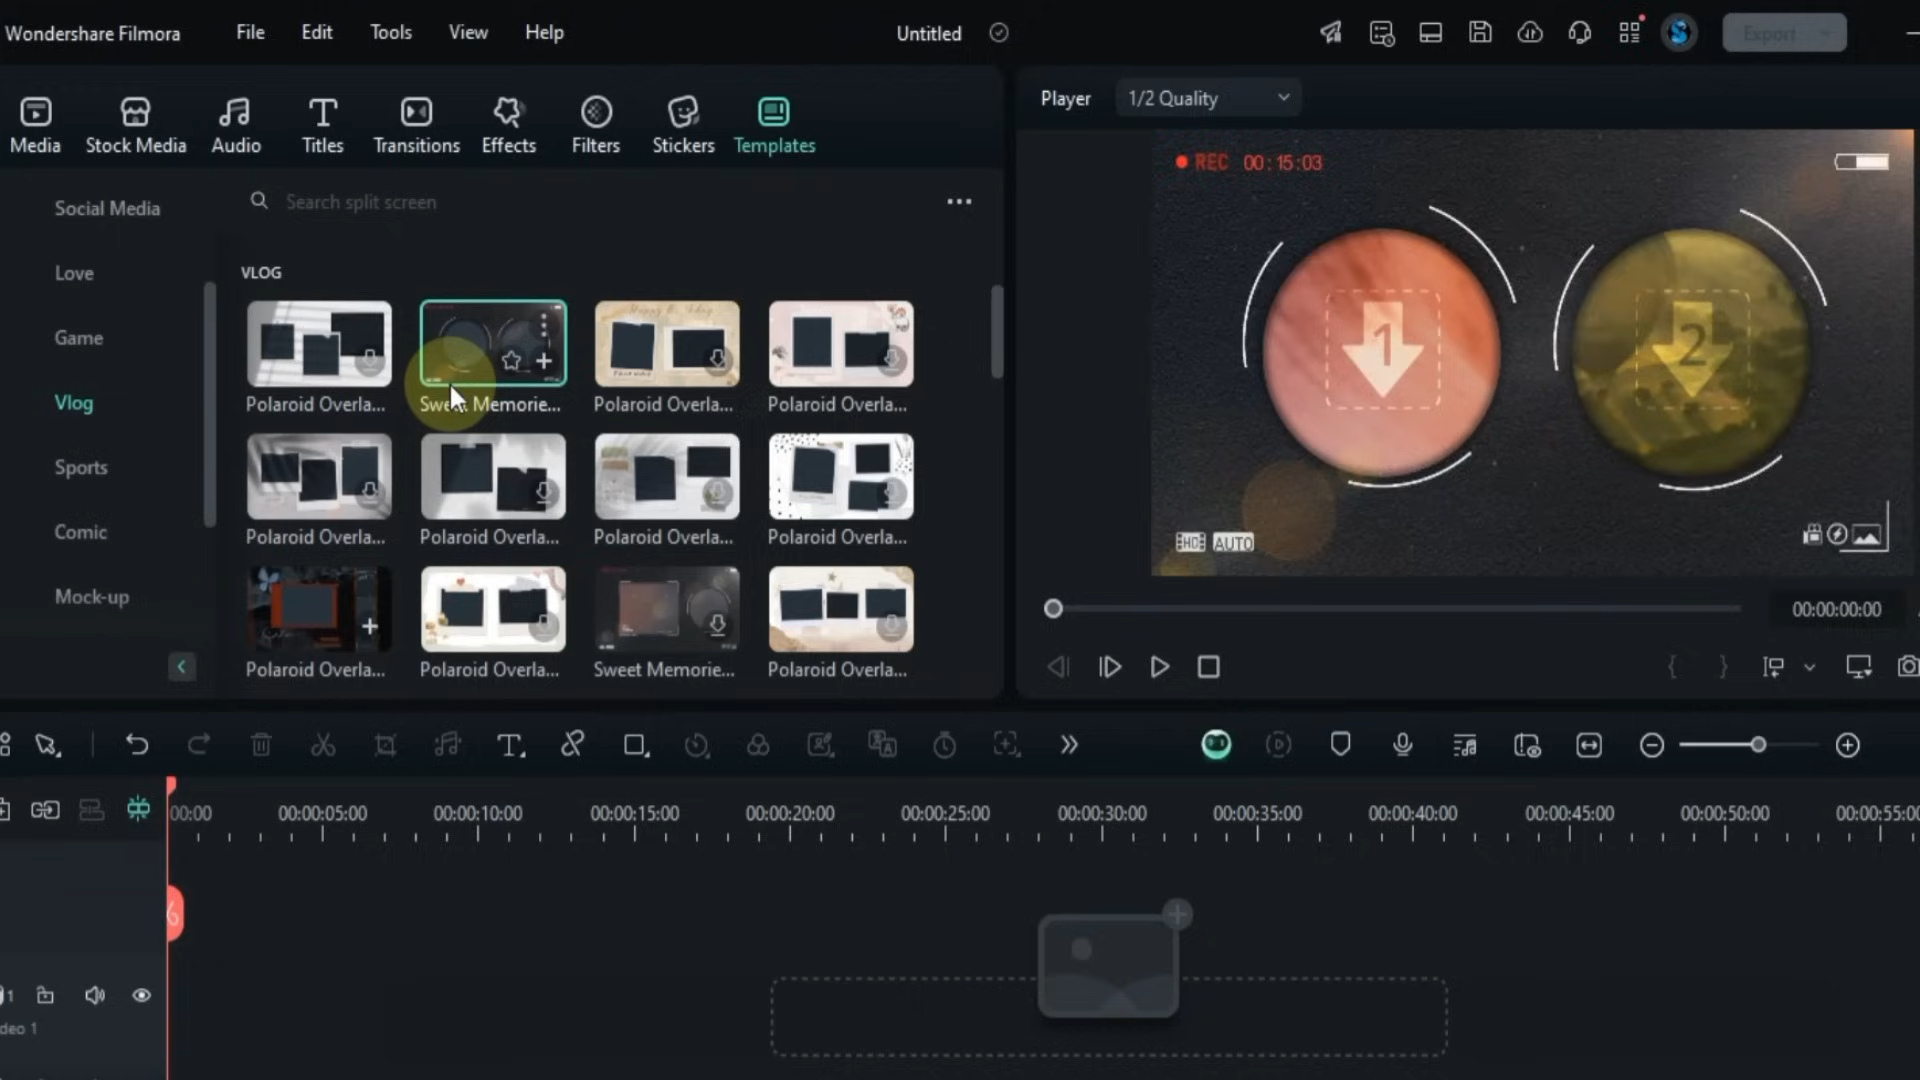 Wondershare Filmora
File
Edit
Tools
View
Help
Untitled
Export
Media
Stock Media
Audio
Titles
Transitions
Effects
Filters
Stickers
Templates
Player
1/2 Quality
Social Media
Love
Game
Vlog
Sports
Comic
Mock-up
Search split screen
VLOG
Polaroid Overla...
Sweet Memorie...
Polaroid Overla...
Polaroid Overla...
Polaroid Overla...
Polaroid Overla...
Polaroid Overla...
Polaroid Overla...
Polaroid Overla...
Polaroid Overla...
Sweet Memorie...
Polaroid Overla...
REC 00:15:03
1
2
HD AUTO
00:00:00:00
00:00
00:00:05:00
00:00:10:00
00:00:15:00
00:00:20:00
00:00:25:00
00:00:30:00
00:00:35:00
00:00:40:00
00:00:45:00
00:00:50:00
00:00:55:00
1
deo 1